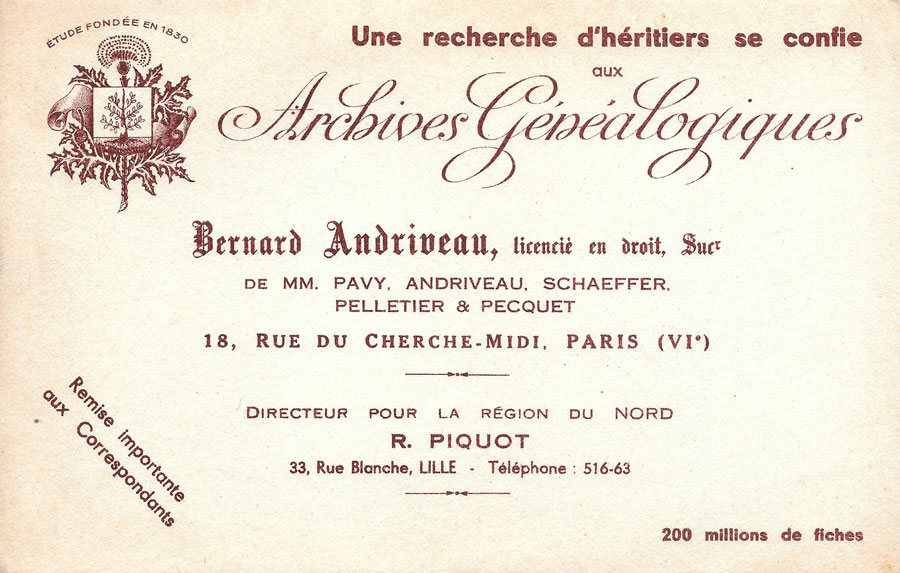 ÉTUDE FONDÉE EN 1830
Une recherche d'héritiers se confie
aux
Archives Généalogiques
Bernard Andriveau, licencié en droit, Sucr
DE MM. PAVY, ANDRIVEAU, SCHAEFFER,
PELLETIER & PECQUET
18, RUE DU CHERCHE-MIDI, PARIS (VIe)
DIRECTEUR POUR LA RÉGION DU NORD
R. PIQUOT
33, Rue Blanche, LILLE - Téléphone : 516-63
Remise importante
aux Correspondants
200 millions de fiches